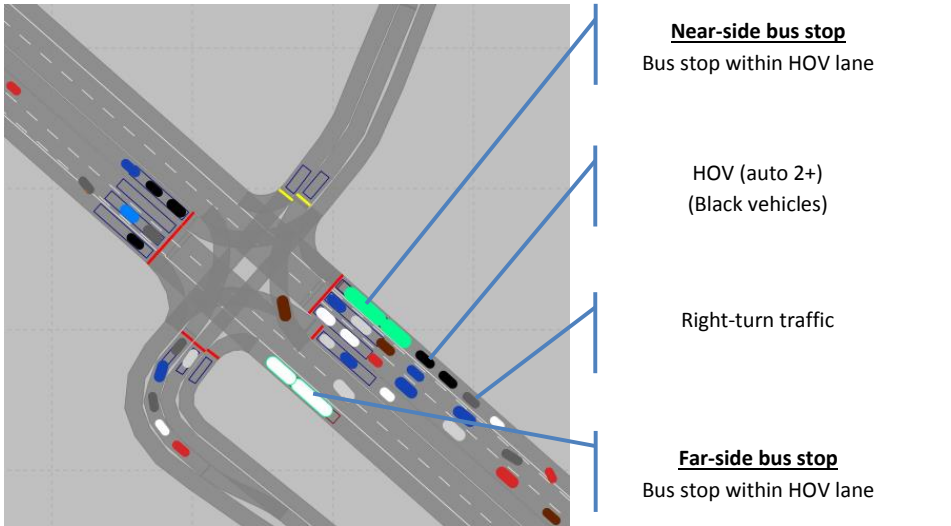 Near-side bus stop
Bus stop within HOV lane
HOV (auto 2+)
(Black vehicles)
Right-turn traffic
Far-side bus stop
Bus stop within HOV lane